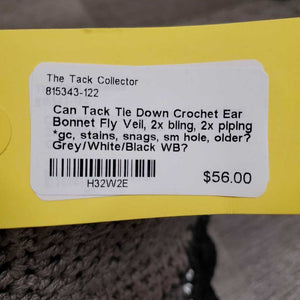 The Tack Collector
815343-122
Can Tack Tie Down Crochet Ear
Bonnet Fly Veil, 2x bling, 2x piping
*gc, stains, snags, sm hole, older?
Grey/White/Black WB?
H32W2E
$56.00